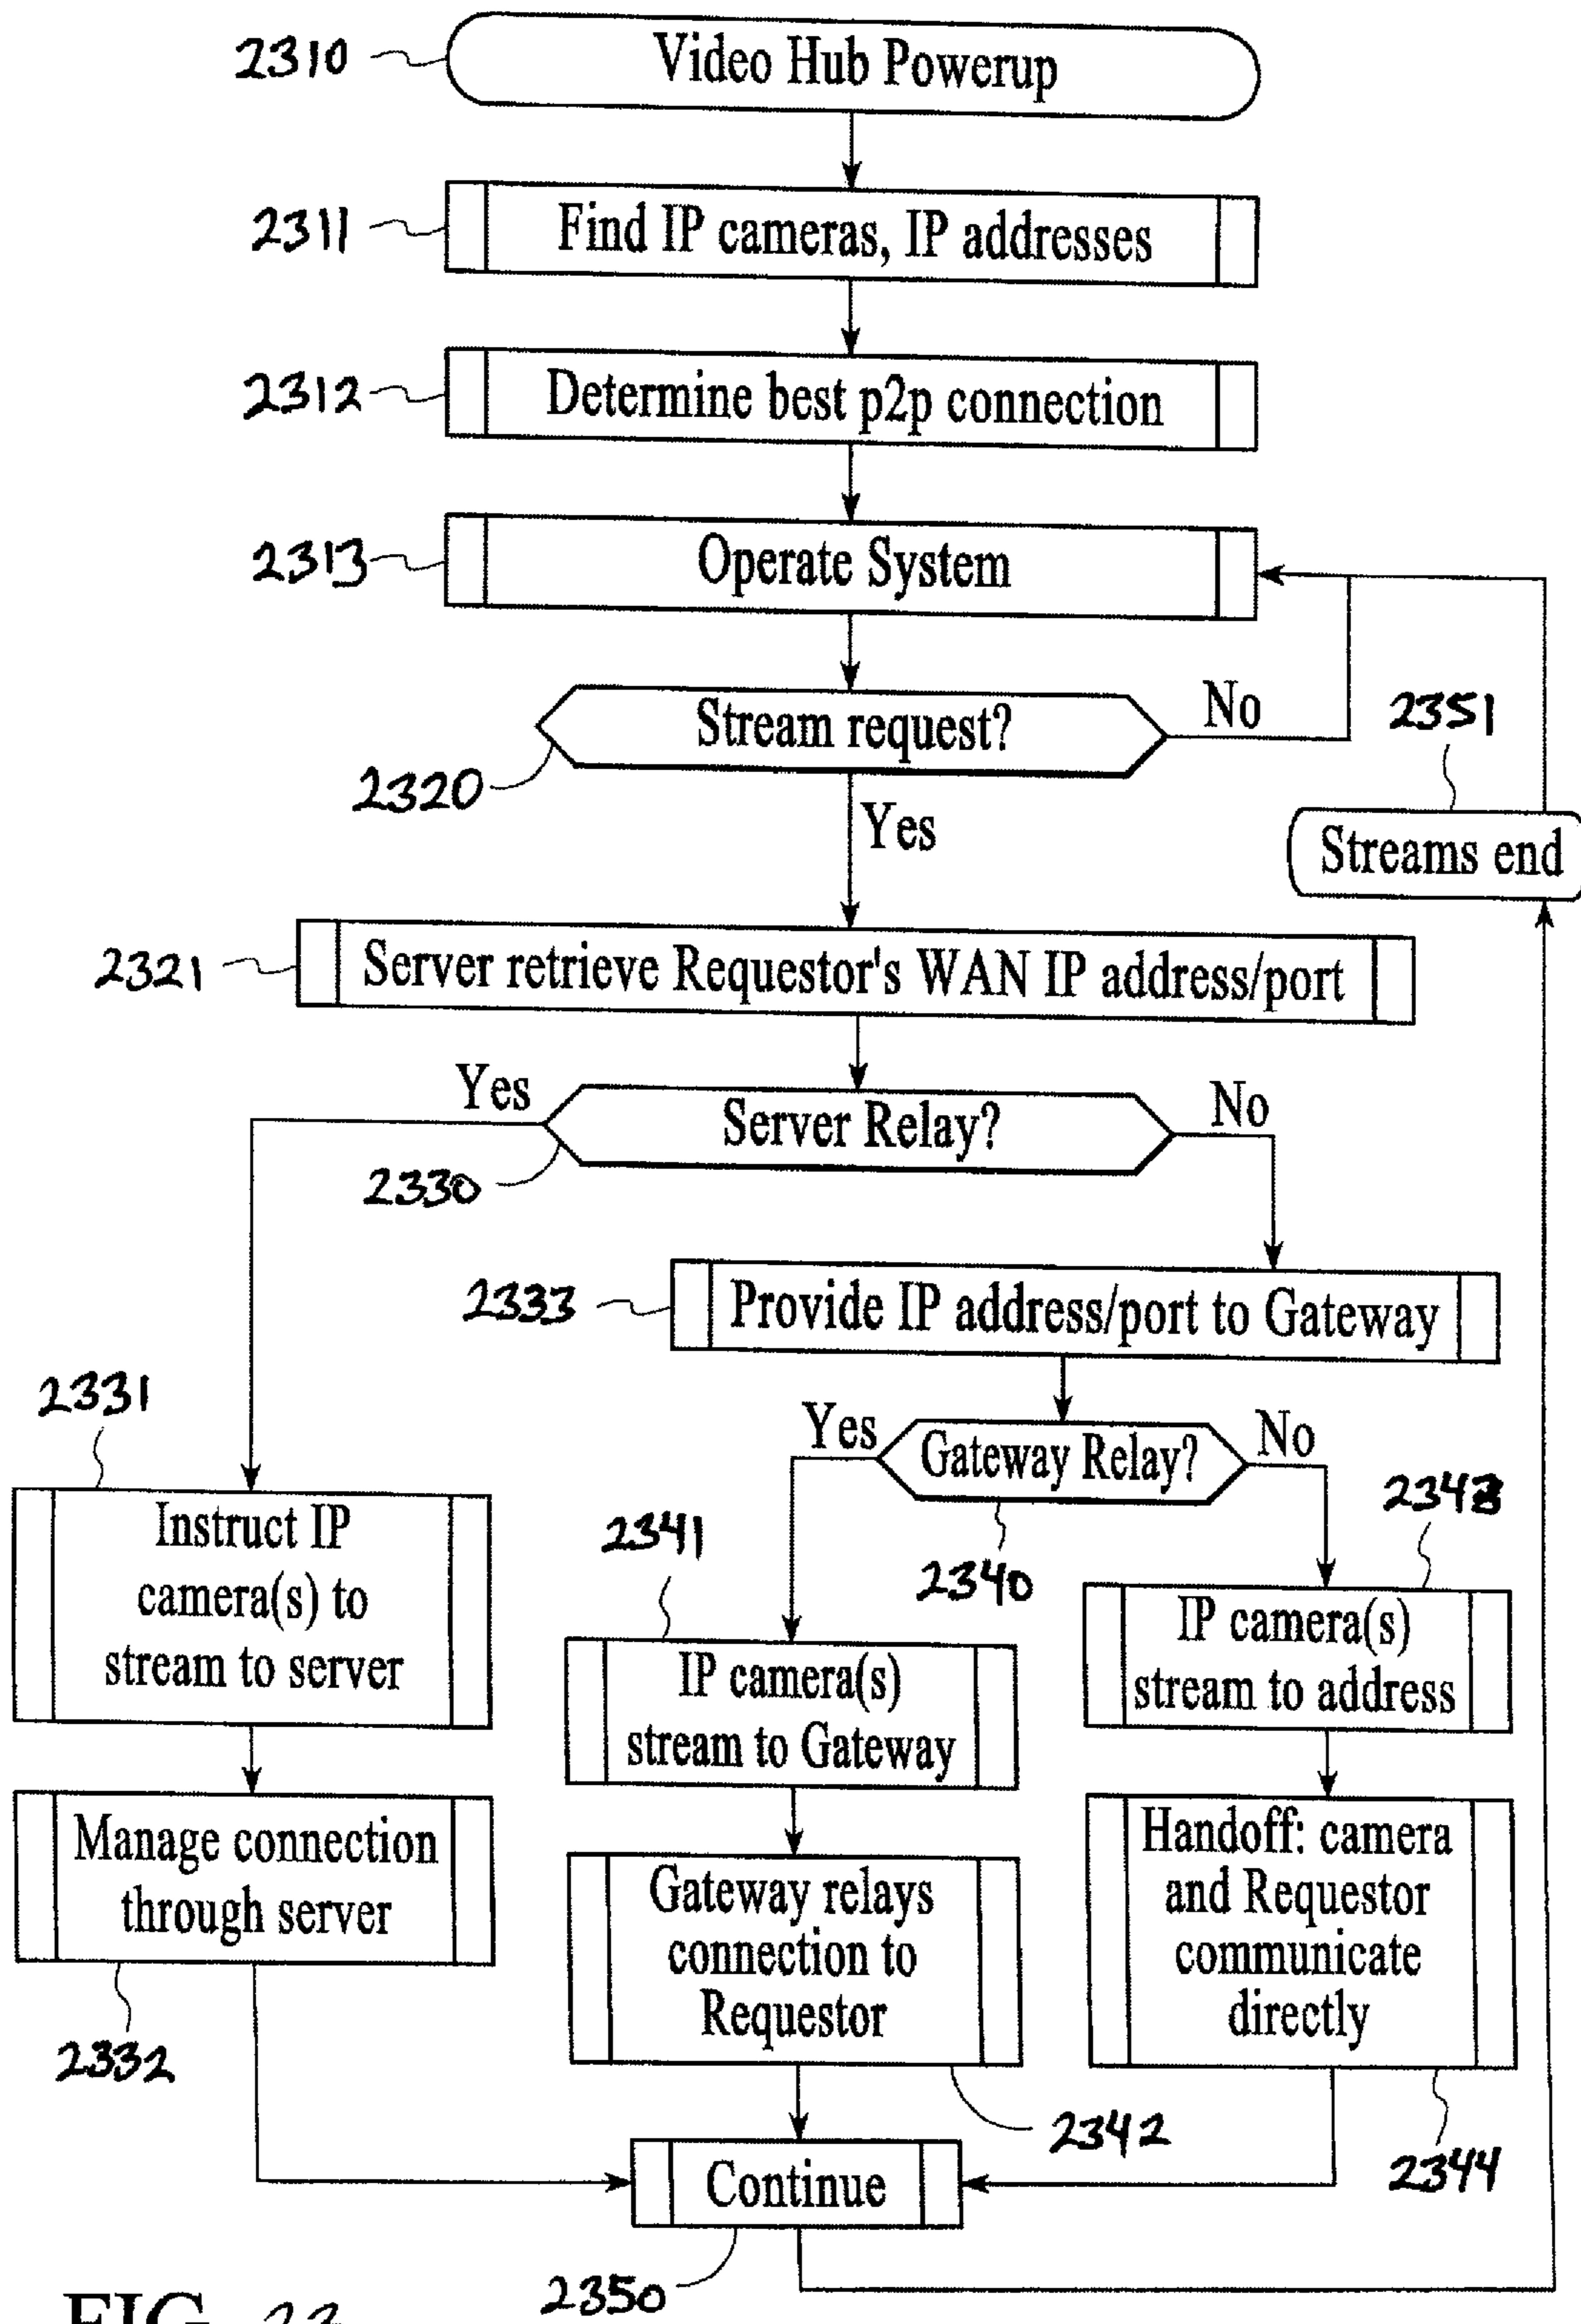 2310
Video Hub Powerup
2311
Find IP cameras, IP addresses
2312
Determine best p2p connection
2313
Operate System
Stream request?
No
2320
Yes
2351
Streams end
2321
Server retrieve Requestor's WAN IP address/port
Yes
Server Relay?
No
2330
2333
Provide IP address/port to Gateway
2331
Yes
Gateway Relay?
No
2340
2341
2343
Instruct IP
camera(s) to
stream to server
IP camera(s)
stream to Gateway
IP camera(s)
stream to address
Manage connection
through server
2332
Gateway relays
connection to
Requestor
2342
Handoff: camera
and Requestor
communicate
directly
2344
Continue
2350
FIG. 23